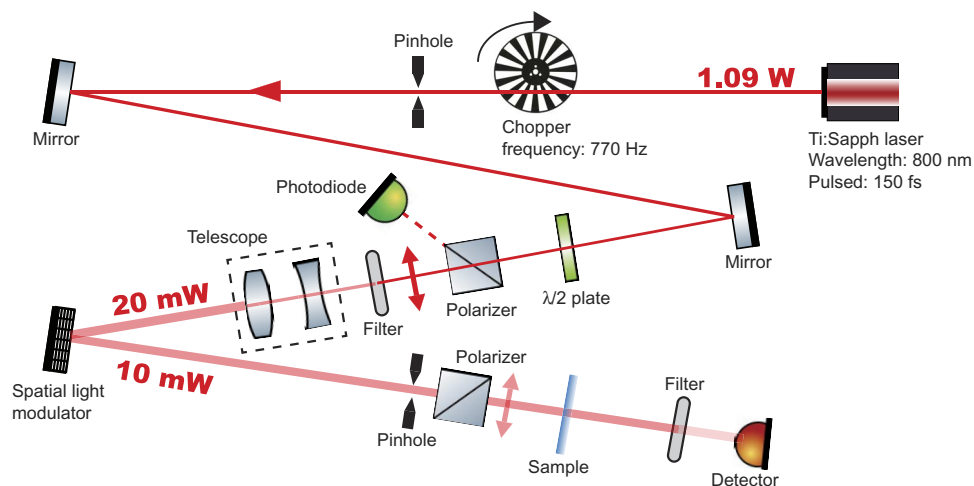 Pinhole
1.09 W
Mirror
Chopper
frequency: 770 Hz
Ti:Sapph laser
Wavelength: 800 nm
Pulsed: 150 fs
Photodiode
Telescope
Mirror
λ/2 plate
Polarizer
20 mW
Filter
10 mW
Polarizer
Filter
Spatial light
modulator
Pinhole
Sample
Detector